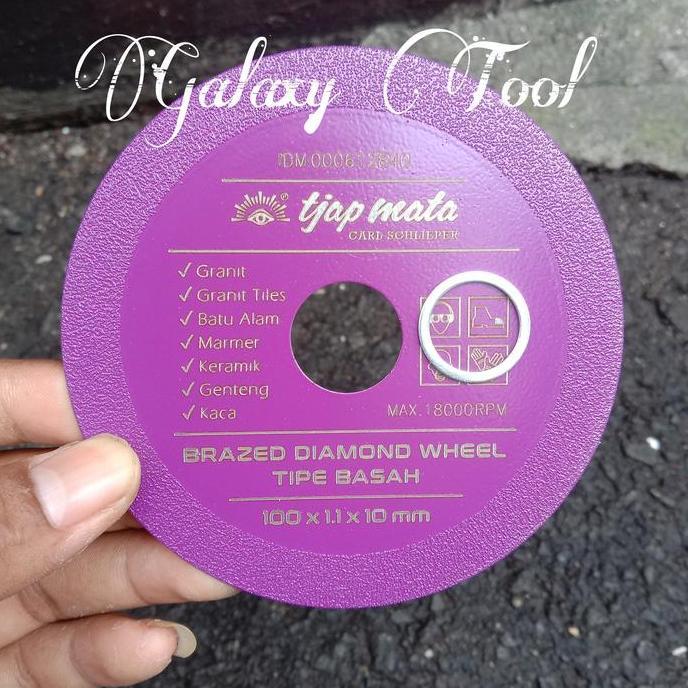 Galaxy Tool
tjap mata
CARL SCHLIEPER
✓ Granit
✓ Granit Tiles
✓ Batu Alam
✓ Marmer
✓ Keramik
✓ Genteng
✓ Kaca
MAX. 18000RPM
BRAZED DIAMOND WHEEL
TIPE BASAH
100 x 1.1 x 10 mm